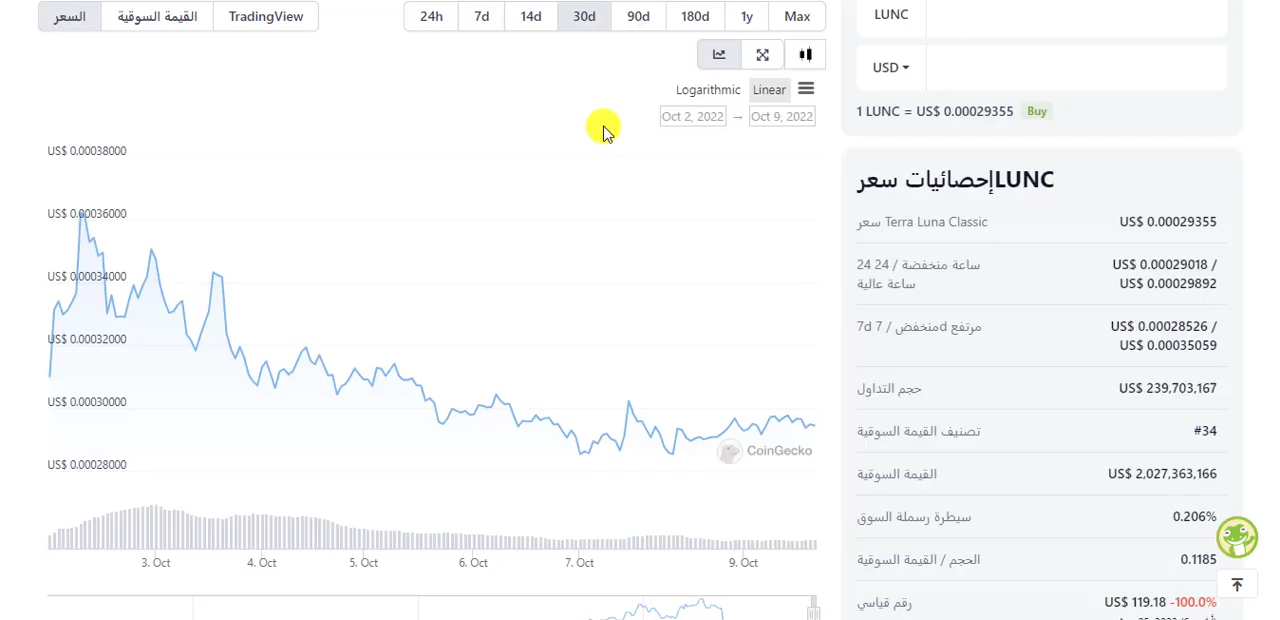 السعر القيمة السوقية TradingView
24h 7d 14d 30d 90d 180d 1y Max
Logarithmic Linear
Oct 2, 2022 → Oct 9, 2022
US$ 0.00038000
US$ 0.00036000
US$ 0.00034000
US$ 0.00032000
US$ 0.00030000
US$ 0.00028000
CoinGecko
3. Oct 4. Oct 5. Oct 6. Oct 7. Oct 9. Oct
LUNC
USD
1 LUNC = US$ 0.00029355 Buy
إحصائيات سعر LUNC
سعر Terra Luna Classic US$ 0.00029355
24 ساعة منخفضة / 24 US$ 0.00029018 /
ساعة عالية US$ 0.00029892
7d منخفض / 7d مرتفع US$ 0.00028526 /
US$ 0.00035059
حجم التداول US$ 239,703,167
تصنيف القيمة السوقية #34
القيمة السوقية US$ 2,027,363,166
سيطرة رسملة السوق 0.206%
الحجم / القيمة السوقية 0.1185
رقم قياسي US$ 119.18 -100.0%